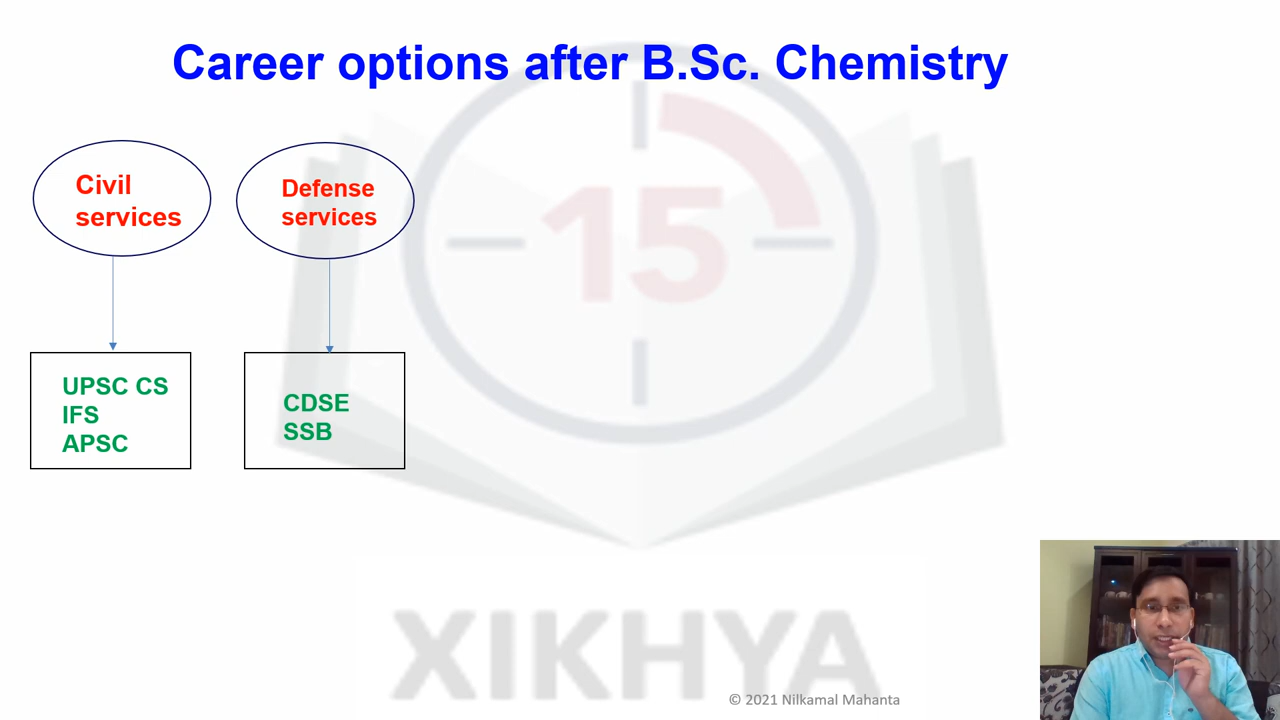 Career options after B.Sc. Chemistry
Civil
services
Defense
services
15
UPSC CS
IFS
APSC
CDSE
SSB
XIKHYA
© 2021 Nilkamal Mahanta